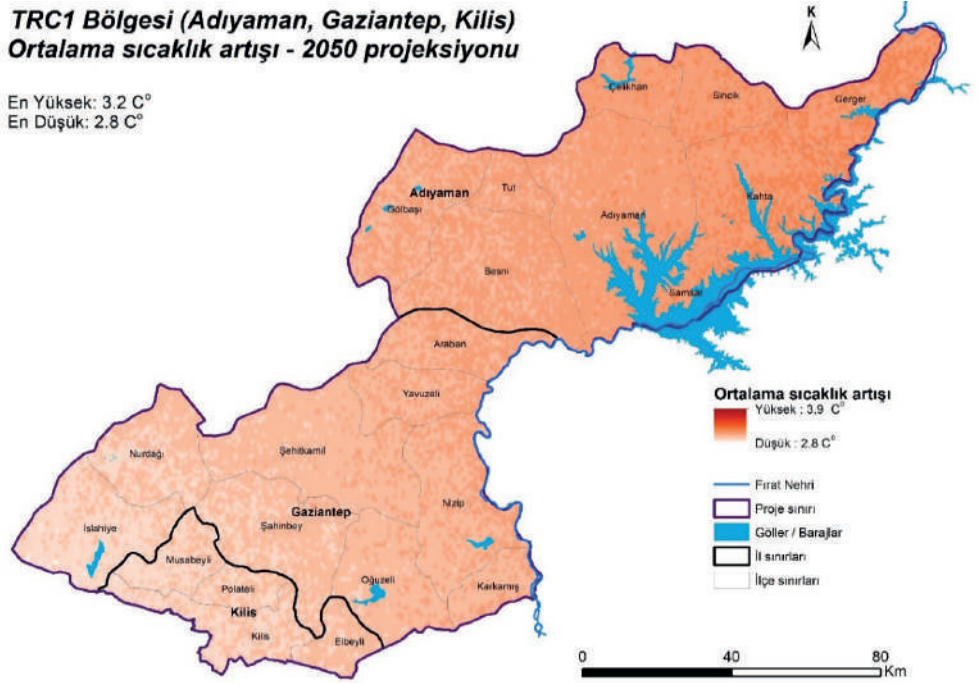 TRC1 Bölgesi (Adıyaman, Gaziantep, Kilis)
Ortalama sıcaklık artışı - 2050 projeksiyonu
En Yüksek: 3.2 C°
En Düşük: 2.8 C°
K
Çelikhan
Sincik
Gerger
Adıyaman
Tut
Gölbaşı
Kahta
Adıyaman
Besni
Samsat
Araban
Yavuzeli
Nurdağı
Şehitkamil
Gaziantep
Nizip
İslahiye
Şahinbey
Musabeyli
Polateli
Oğuzeli
Karkamış
Kilis
Kilis
Elbeyli
Ortalama sıcaklık artışı
Yüksek : 3.9 C°
Düşük : 2.8 C°
Fırat Nehri
Proje sınırı
Göller / Barajlar
İl sınırları
İlçe sınırları
0 40 80
Km